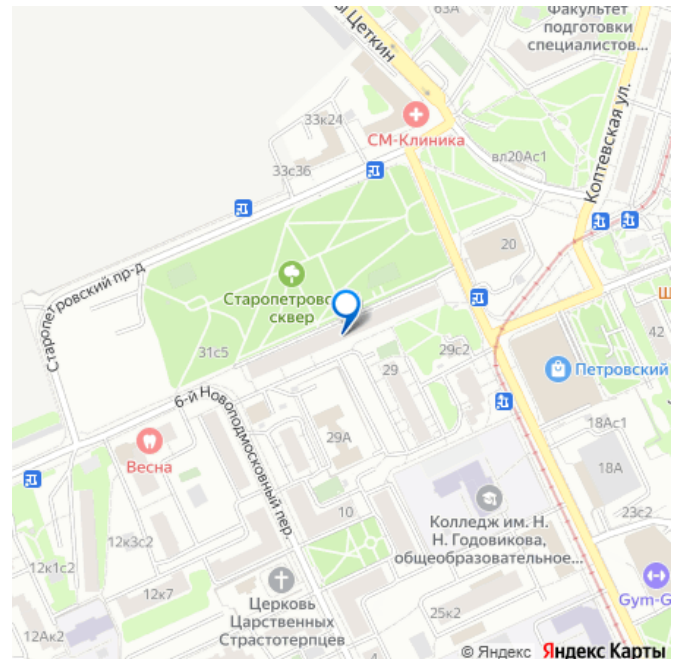 63А
ы Цеткин
Факультет
подготовки
специалистов...
33к24
СМ-Клиника
33с36
вл20Ас1
Коптевская ул.
20
Старопетровский пр-д
Старопетровс
сквер
Ш
42
31с5
29
29с2
Петровский
6-й Новоподмосковный пер.
Весна
29А
18Ас1
18А
10
Колледж им. Н.
Н. Годовикова,
общеобразовательное...
23с2
12к3с2
12к1с2
12к7
Церковь
Царственных
Страстотерпцев
25к2
Gym-G
12Ак2
© Яндекс Яндекс Карты